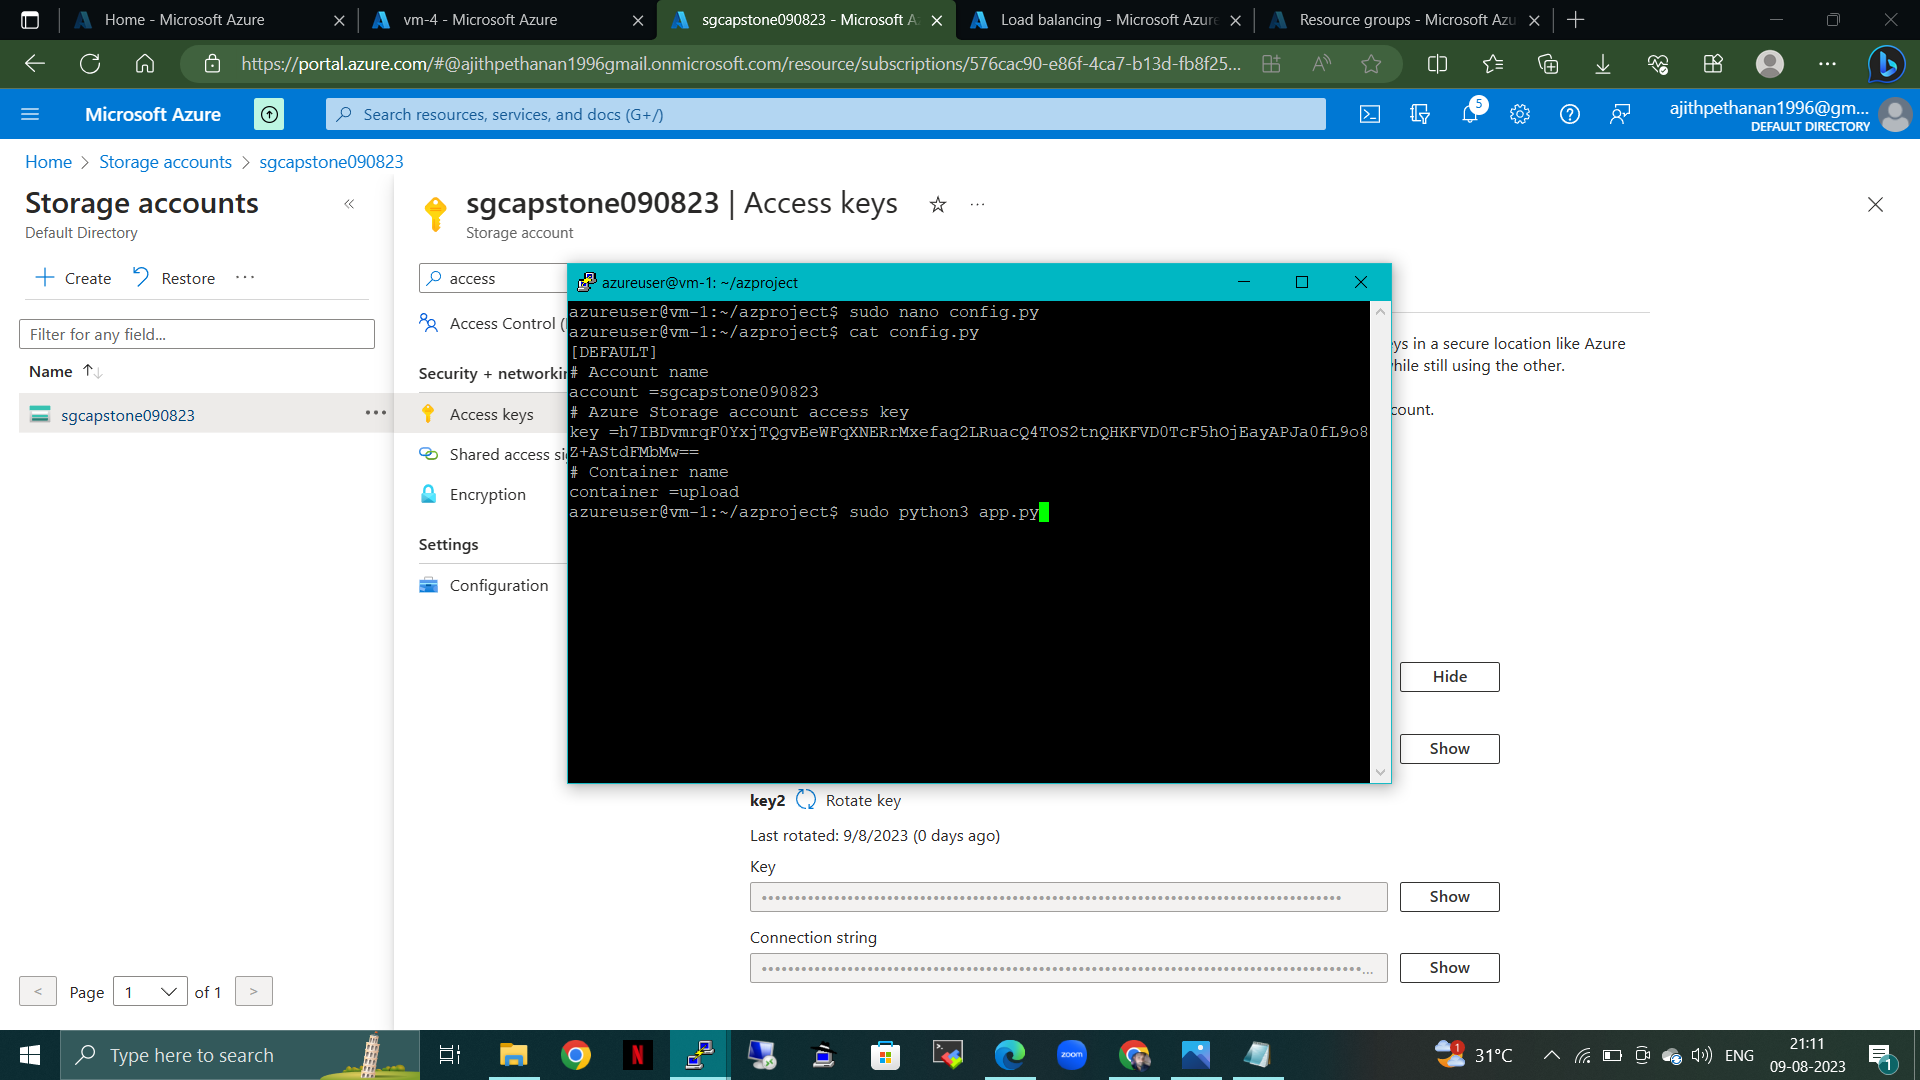 Home - Microsoft Azure
vm-4 - Microsoft Azure
sgcapstone090823 - Microsoft A
Load balancing - Microsoft Azure
Resource groups - Microsoft Azu
https://portal.azure.com/#@ajithpethanan1996gmail.onmicrosoft.com/resource/subscriptions/576cac90-e86f-4ca7-b13d-fb8f25...
Microsoft Azure
Search resources, services, and docs (G+/)
5
ajithpethanan1996@gm...
DEFAULT DIRECTORY
Home > Storage accounts > sgcapstone090823
Storage accounts
Default Directory
Create
Restore
Filter for any field...
Name
sgcapstone090823
sgcapstone090823 | Access keys
Storage account
access
Access Control (
Security + networkin
Access keys
Shared access si
Encryption
Settings
Configuration
azureuser@vm-1: ~/azproject
azureuser@vm-1:~/azproject$ sudo nano config.py
azureuser@vm-1:~/azproject$ cat config.py
[DEFAULT]
# Account name
account =sgcapstone090823
# Azure Storage account access key
key =h7IBDvmrqF0YxjTQgvEeWFqXNERrMxefaq2LRuacQ4TOS2tnQHKFVD0TcF5hOjEayAPJa0fL9o8
Z+AStdFMbMw==
# Container name
container =upload
azureuser@vm-1:~/azproject$ sudo python3 app.py
ys in a secure location like Azure
hile still using the other.
count.
Hide
Show
key2
Rotate key
Last rotated: 9/8/2023 (0 days ago)
Key
Show
Connection string
Show
< Page 1 of 1 >
Type here to search
zoom
1
31°C
ENG
21:11
09-08-2023
1